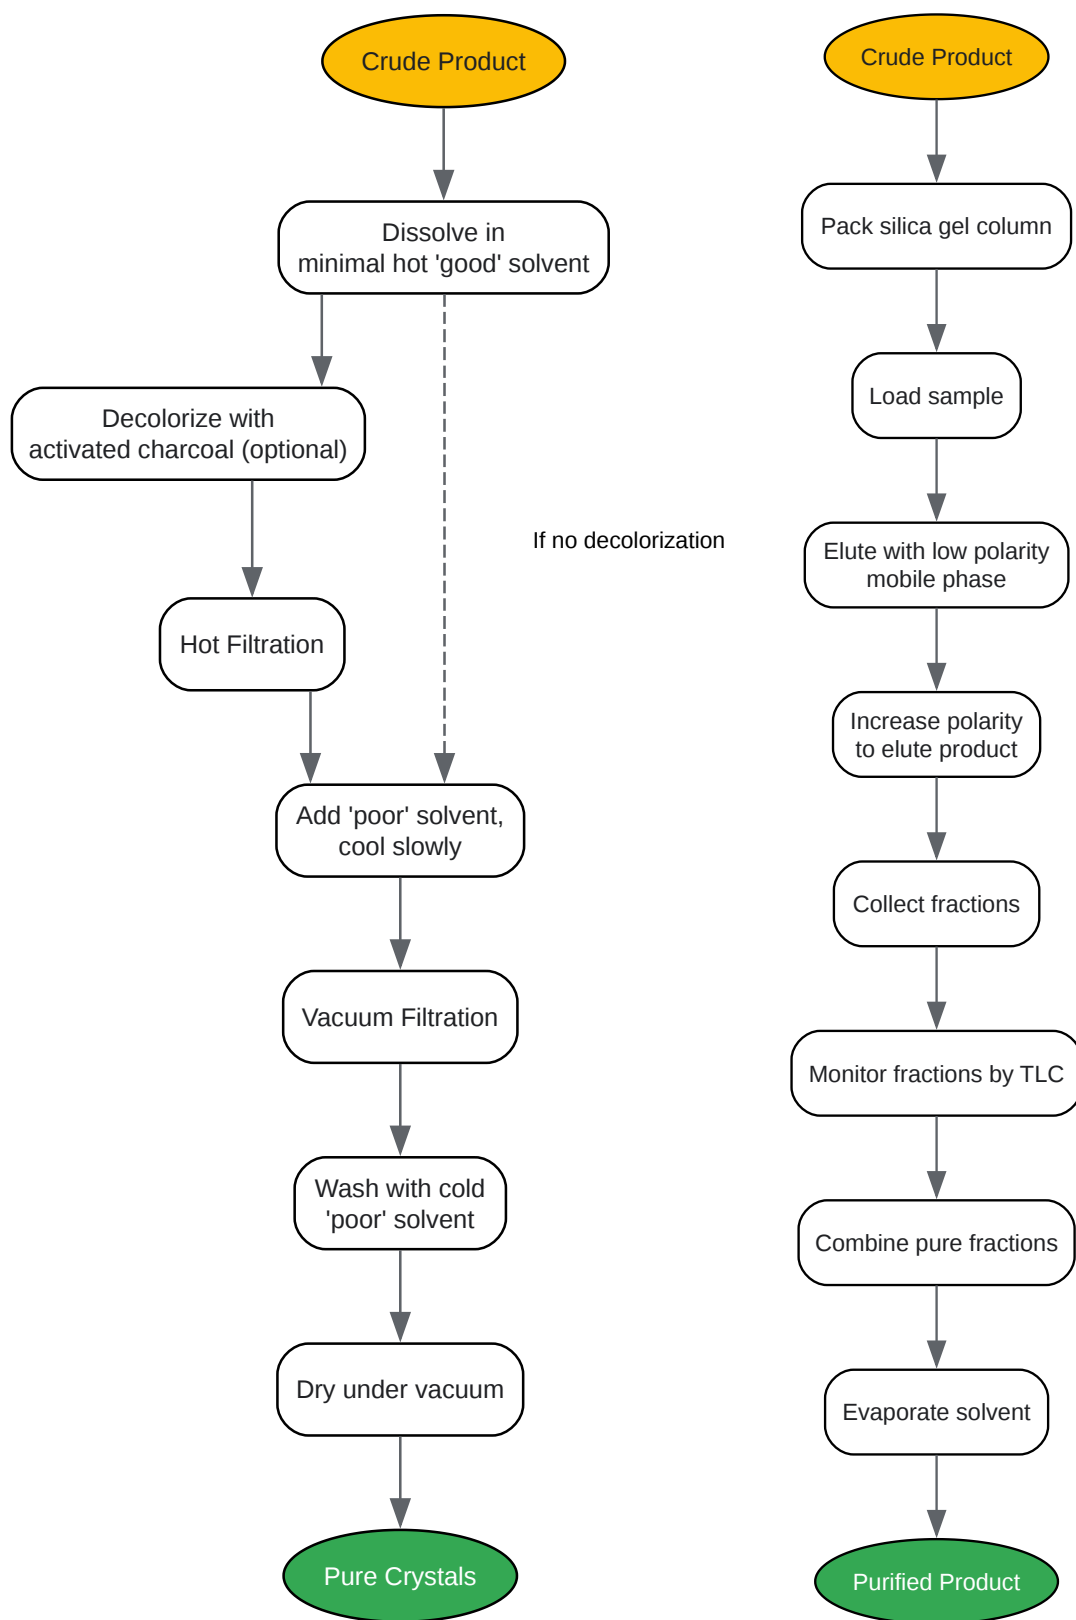 Crude Product
Dissolve in
minimal hot 'good' solvent
Decolorize with
activated charcoal (optional)
If no decolorization
Hot Filtration
Add 'poor' solvent,
cool slowly
Vacuum Filtration
Wash with cold
'poor' solvent
Dry under vacuum
Pure Crystals
Crude Product
Pack silica gel column
Load sample
Elute with low polarity
mobile phase
Increase polarity
to elute product
Collect fractions
Monitor fractions by TLC
Combine pure fractions
Evaporate solvent
Purified Product